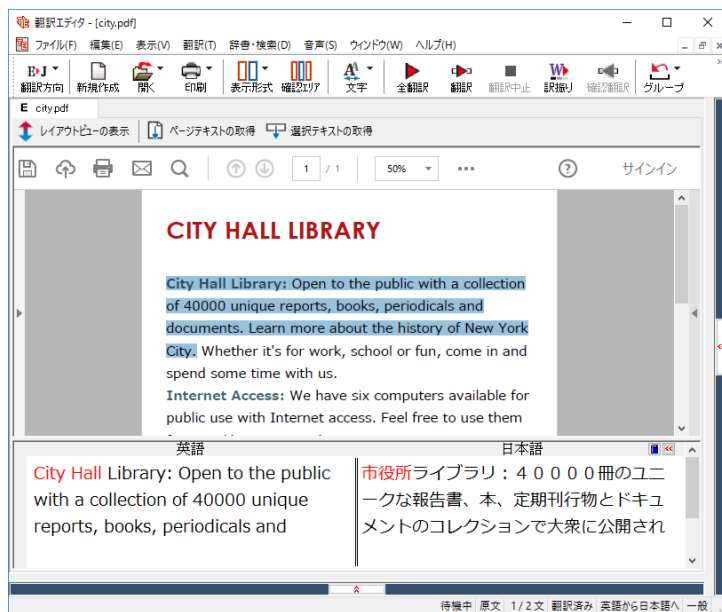 翻訳エディタ - [city.pdf]
ファイル(F) 編集(E) 表示(V) 翻訳(T) 辞書・検索(D) 音声(S) ウィンドウ(W) ヘルプ(H)
翻訳方向 新規作成 開く 印刷 表示形式 確認エリア 文字 全翻訳 翻訳 翻訳中止 訳振り 確認翻訳 グループ
E city.pdf
レイアウトビューの表示 ページテキストの取得 選択テキストの取得
1 / 1 50% サインイン
CITY HALL LIBRARY
City Hall Library: Open to the public with a collection
of 40000 unique reports, books, periodicals and
documents. Learn more about the history of New York
City. Whether it's for work, school or fun, come in and
spend some time with us.
Internet Access: We have six computers available for
public use with Internet access. Feel free to use them
英語 日本語
City Hall Library: Open to the public
with a collection of 40000 unique
reports, books, periodicals and
市役所ライブラリ：４００００冊のユニ
ークな報告書、本、定期刊行物とドキュ
メントのコレクションで大衆に公開され
待機中 原文 1/2文 翻訳済み 英語から日本語へ 一般